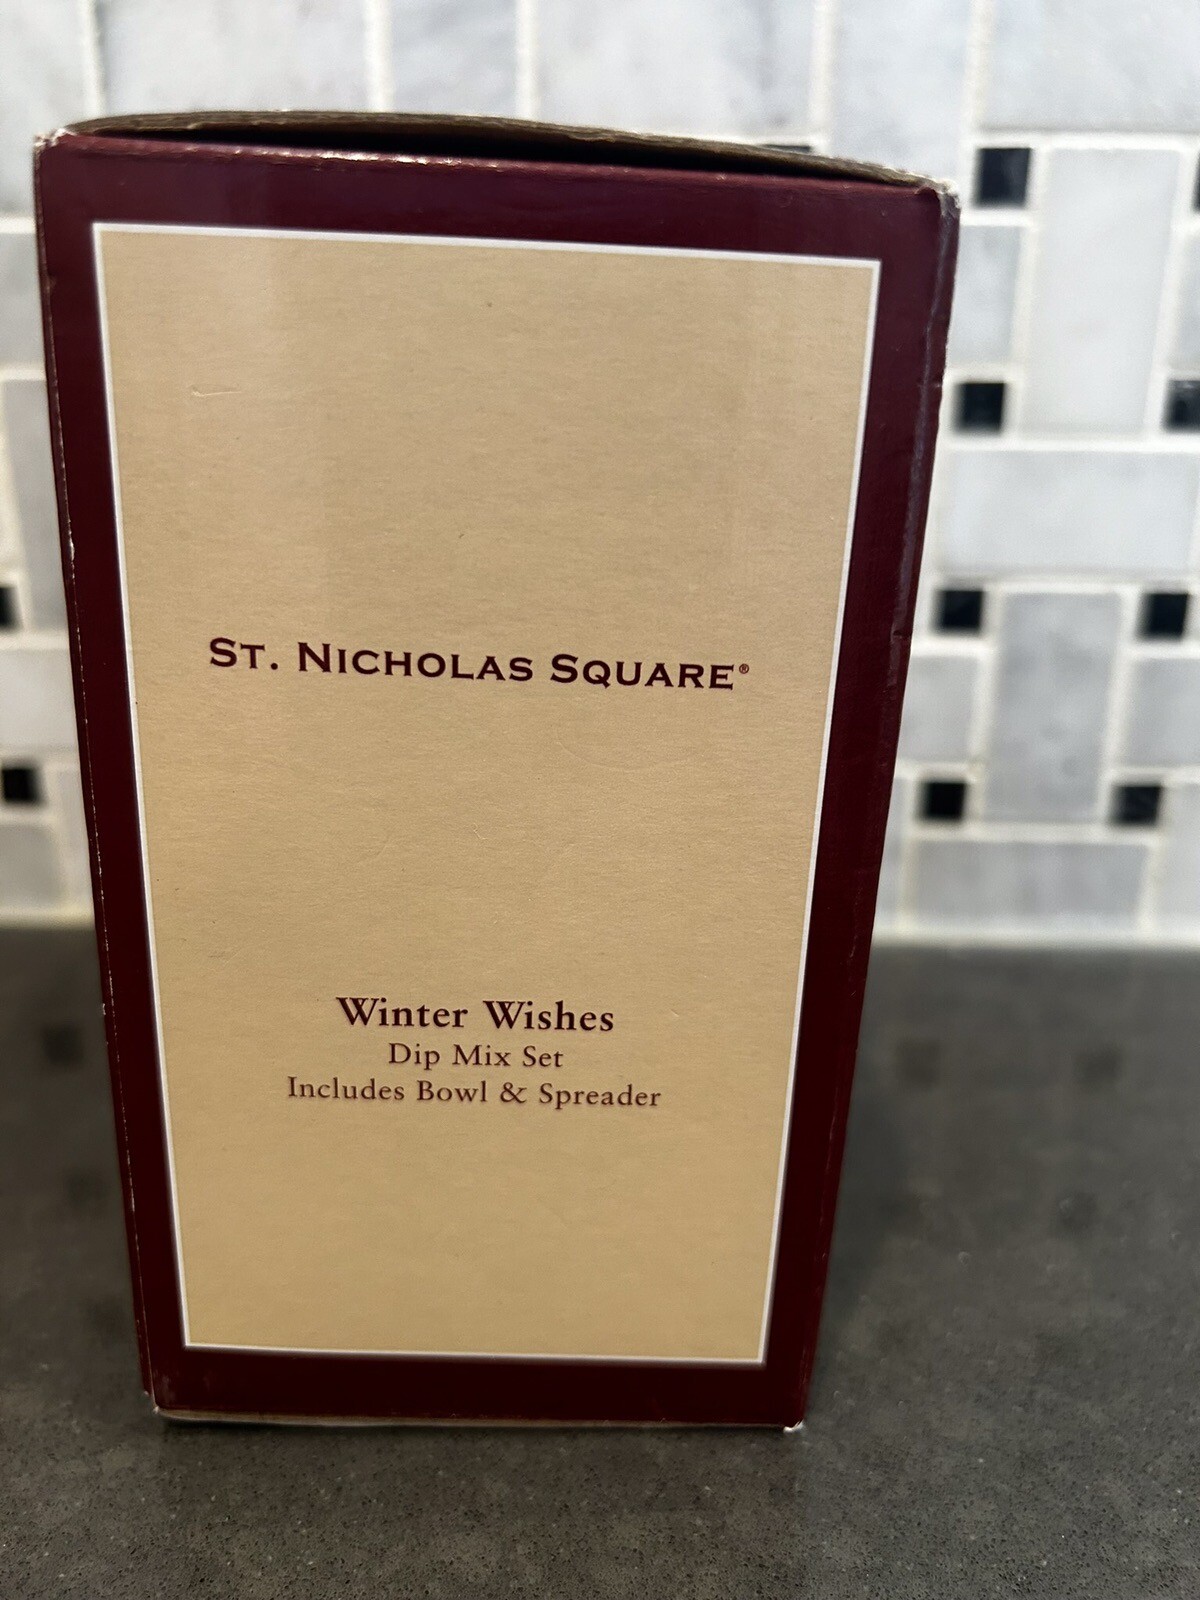 ST. NICHOLAS SQUARE®
Winter Wishes
Dip Mix Set
Includes Bowl & Spreader